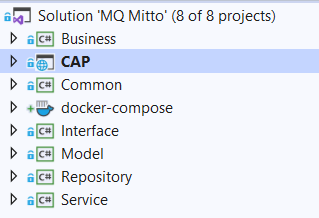 Solution 'MQ Mitto' (8 of 8 projects)
C# Business
CAP
C# Common
docker-compose
C# Interface
C# Model
C# Repository
C# Service